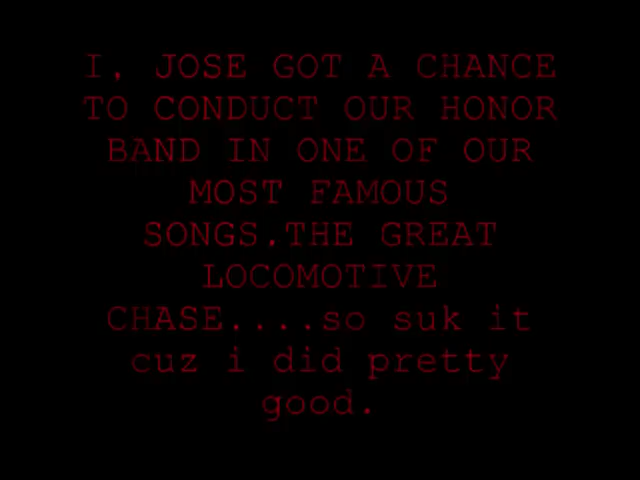 I, JOSE GOT A CHANCE
TO CONDUCT OUR HONOR
BAND IN ONE OF OUR
MOST FAMOUS
SONGS.THE GREAT
LOCOMOTIVE
CHASE....so suk it
cuz i did pretty
good.